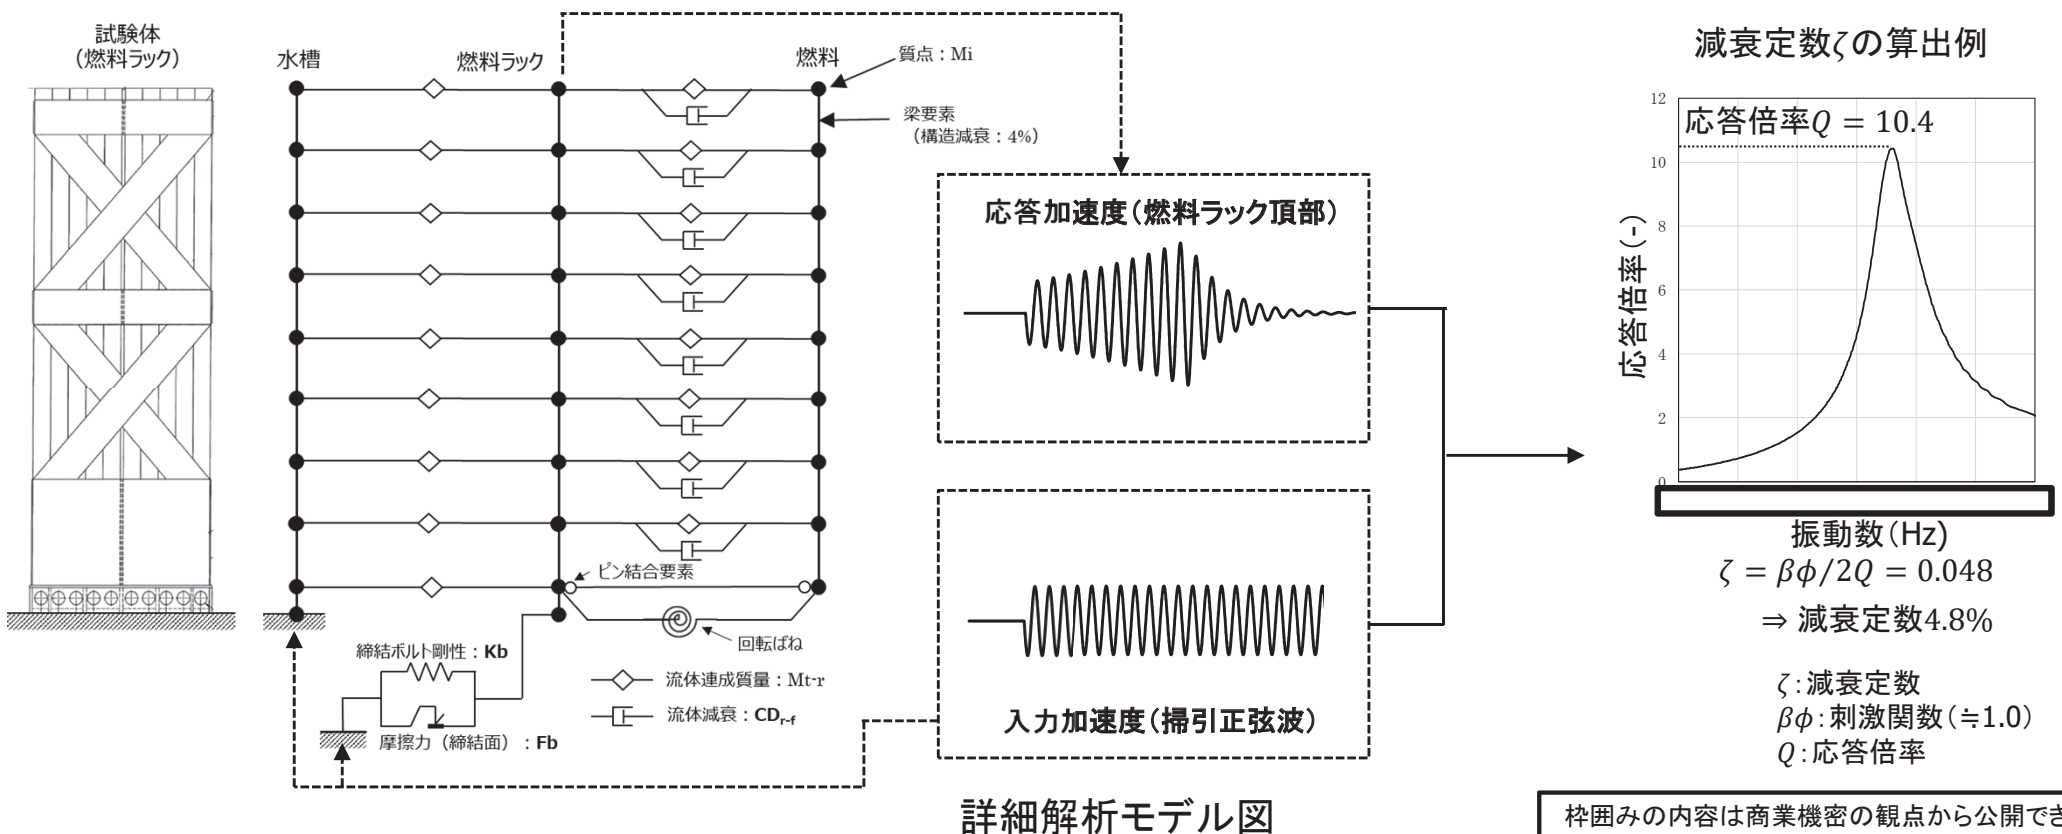 試験体
(燃料ラック)
水槽
燃料ラック
燃料
質点：Mi
梁要素
（構造減衰：4%）
ピン結合要素
回転ばね
締結ボルト剛性：Kb
摩擦力（締結面）：Fb
流体連成質量：Mt-r
流体減衰：CDr-f
応答加速度(燃料ラック頂部)
入力加速度(掃引正弦波)
詳細解析モデル図
減衰定数ζの算出例
応答倍率Q = 10.4
応答倍率(-)
12
10
8
6
4
2
0
振動数(Hz)
ζ = βϕ/2Q = 0.048
⇒ 減衰定数4.8%
ζ:減衰定数
βϕ:刺激関数(≒1.0)
Q:応答倍率
枠囲みの内容は商業機密の観点から公開でき